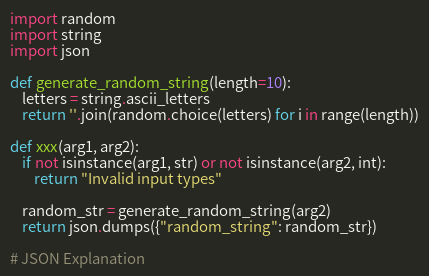 import random
import string
import json

def generate_random_string(length=10):
    letters = string.ascii_letters
    return ''.join(random.choice(letters) for i in range(length))

def xxx(arg1, arg2):
    if not isinstance(arg1, str) or not isinstance(arg2, int):
        return "Invalid input types"

    random_str = generate_random_string(arg2)
    return json.dumps({"random_string": random_str})

# JSON Explanation